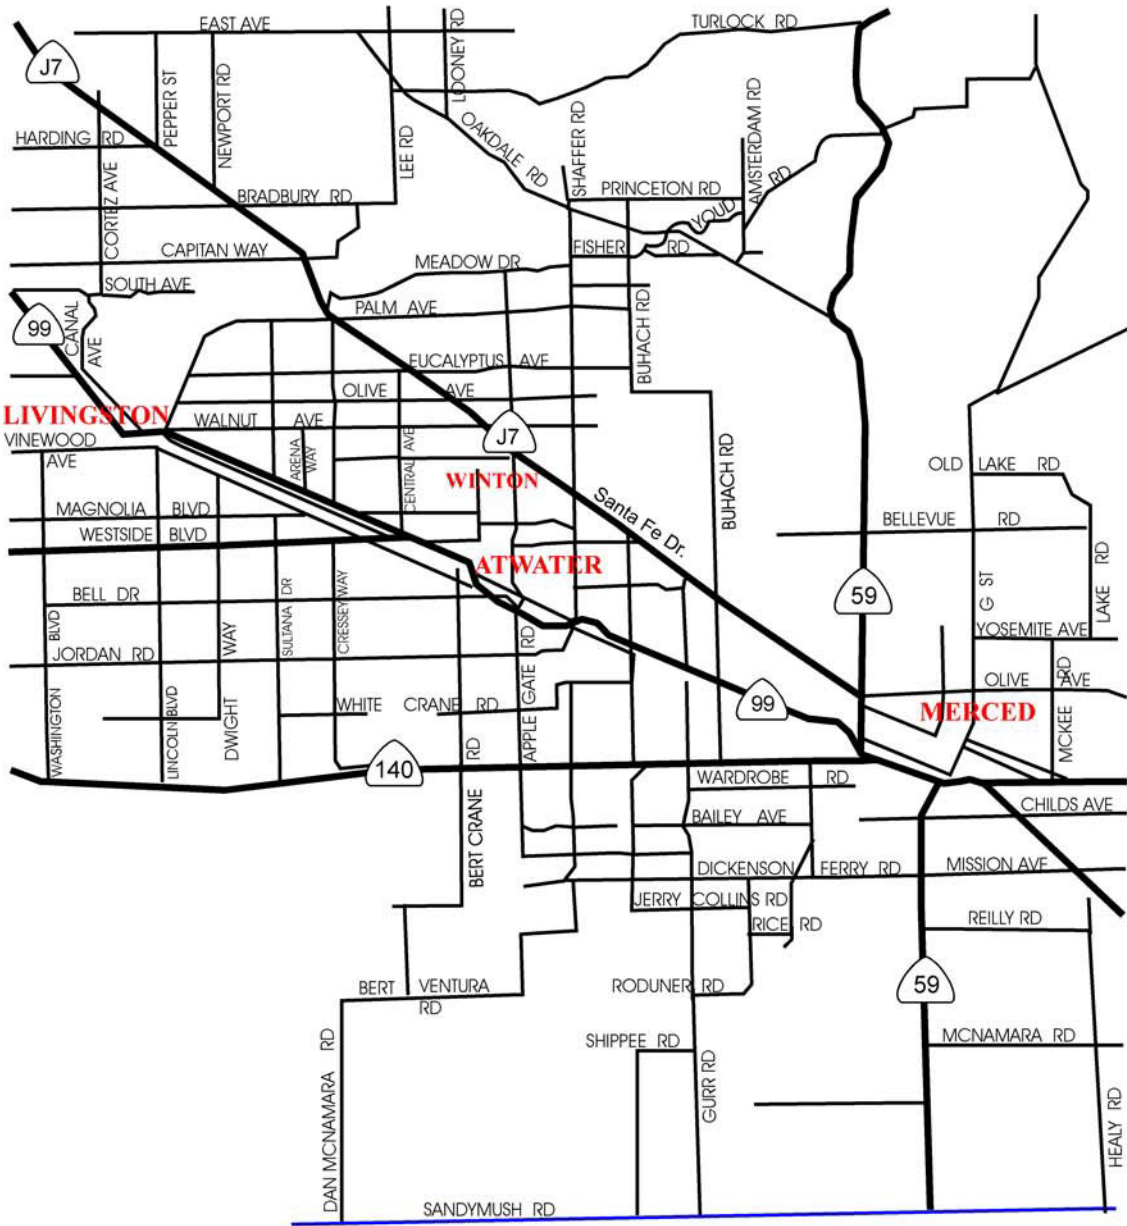 EAST AVE
TURLOCK RD
LOONEY RD
J7
PEPPER ST
NEWPORT RD
HARDING RD
CORTEZ AVE
LEE RD
OAKDALE RD
SHAFFER RD
AMSTERDAM RD
BRADBURY RD
PRINCETON RD
YOUD RD
CAPITAN WAY
FISHER RD
MEADOW DR
SOUTH AVE
PALM AVE
BUHACH RD
99
CANAL AVE
EUCALYPTUS AVE
OLIVE AVE
LIVINGSTON
WALNUT AVE
J7
VINEWOOD AVE
ARENA WAY
CENTRAL AVE
WINTON
Santa Fe Dr.
BUHACH RD
OLD LAKE RD
MAGNOLIA BLVD
WESTSIDE BLVD
BELLEVUE RD
ATWATER
LAKE RD
G ST
59
BELL DR
SULTANA DR
CRESSEY WAY
WASHINGTON BLVD
DWIGHT WAY
YOSEMITE AVE
JORDAN RD
APPLE GATE RD
OLIVE AVE
MCKEE RD
LINCOLN BLVD
WHITE CRANE RD
99
MERCED
140
BERT CRANE RD
WARDROBE RD
CHILDS AVE
BAILEY AVE
DICKENSON FERRY RD
MISSION AVE
JERRY COLLINS RD
RICE RD
REILLY RD
BERT VENTURA
RD
RODUNER RD
59
SHIPPEE RD
GURR RD
MCNAMARA RD
DAN MCNAMARA RD
HEALY RD
SANDYMUSH RD